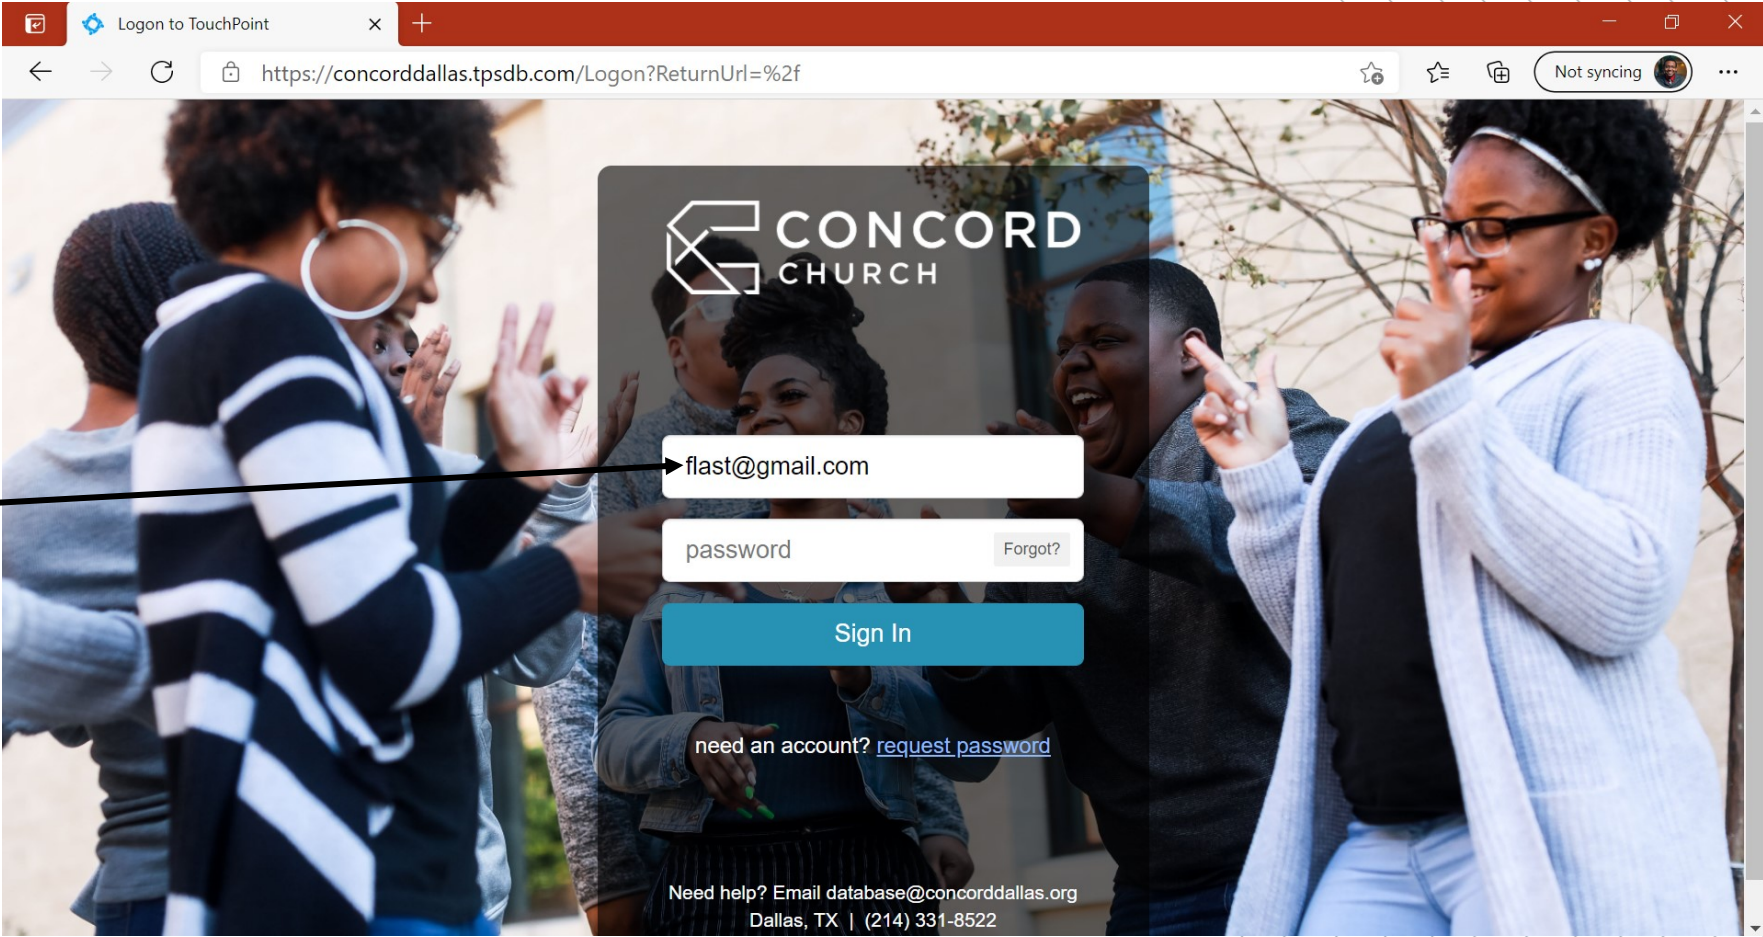 Logon to TouchPoint
https://concorddallas.tpsdb.com/Logon?ReturnUrl=%2f
Not syncing
CONCORD
CHURCH
flast@gmail.com
password
Forgot?
Sign In
need an account? request password
Need help? Email database@concorddallas.org
Dallas, TX | (214) 331-8522